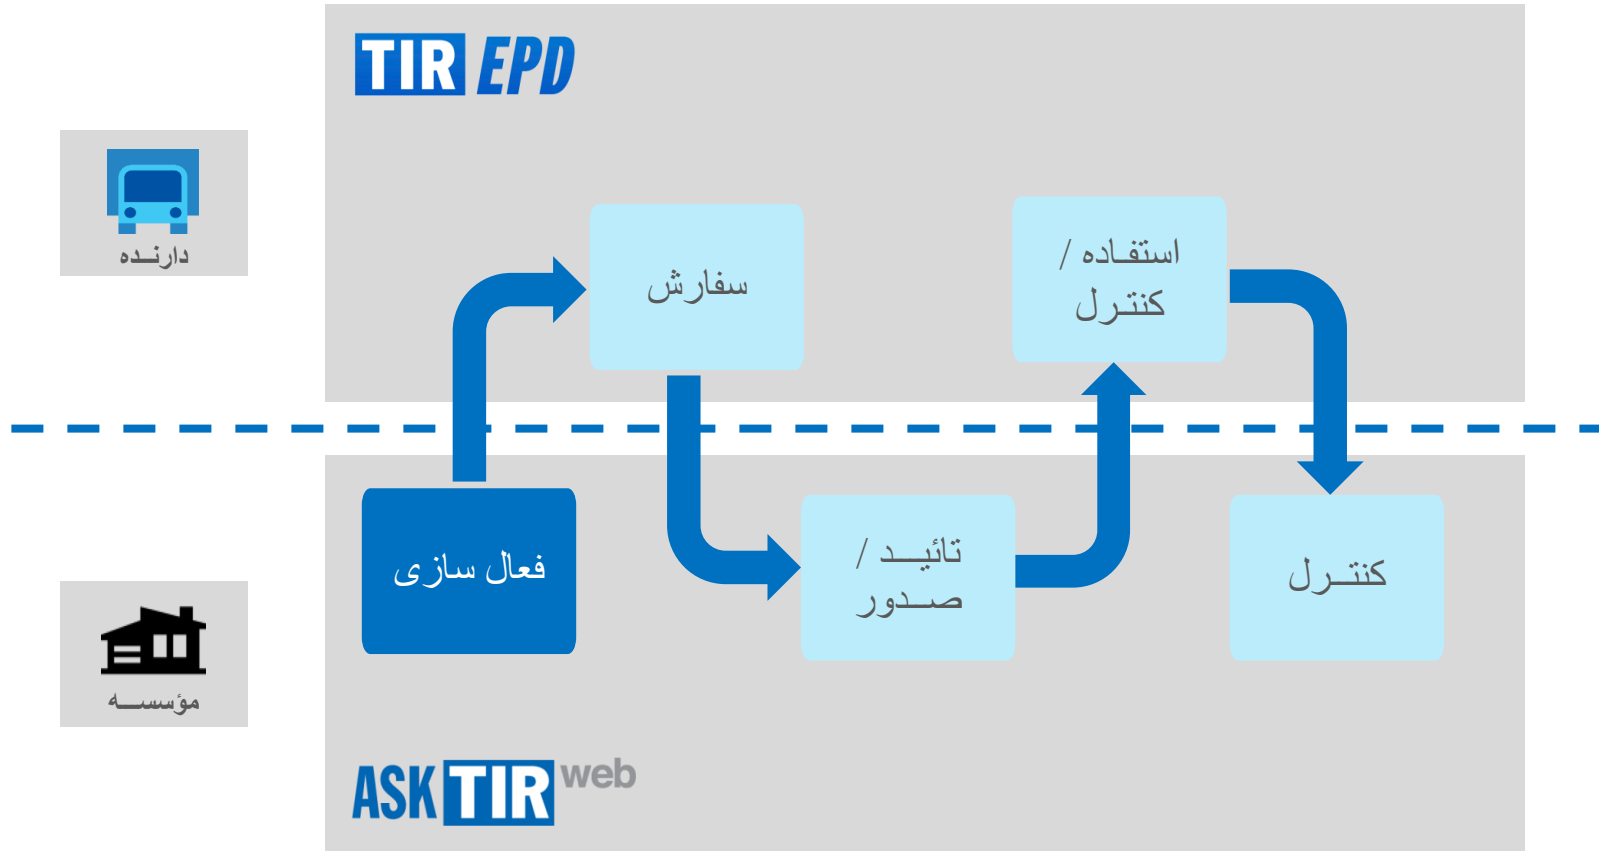 TIR EPD
دارنده
سفارش
استفاده /
کنترل
فعال سازی
تائید /
صدور
کنترل
مؤسسه
ASK TIR web